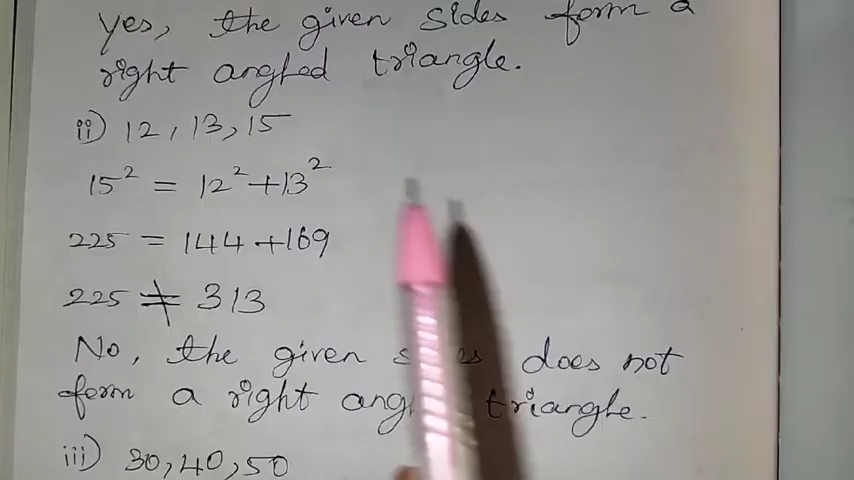 Yes, the given sides form a
right angled triangle.
ii) 12, 13, 15
15² = 12² + 13²
225 = 144 + 169
225 ≠ 313
No, the given does not
form a right triangle.
iii) 30, 40, 50